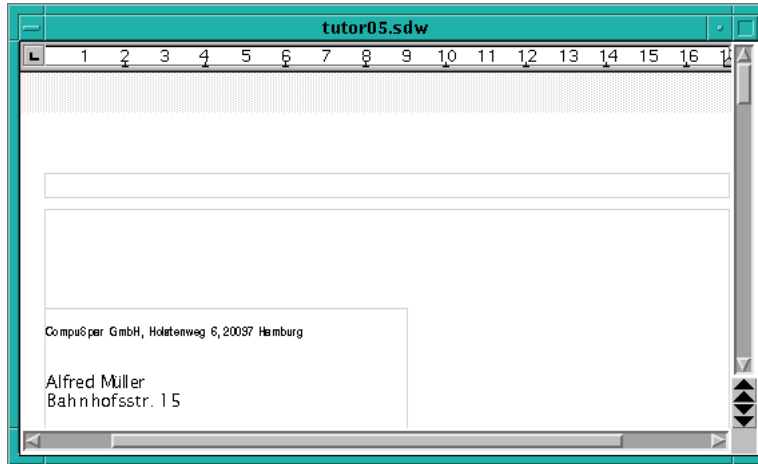 tutor05.sdw
1 2 3 4 5 6 7 8 9 10 11 12 13 14 15 16
CompuSpar GmbH, Holstenweg 6, 20097 Hamburg
Alfred Müller
Bahnhofsstr. 15